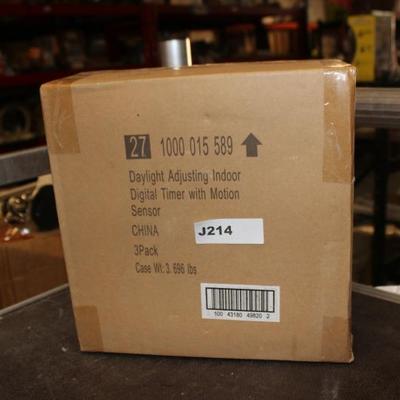 27 1000 015 589
Daylight Adjusting Indoor
Digital Timer with Motion
Sensor
CHINA
J214
3Pack
Case Wt: 3.696 lbs
100 43180 49820 2